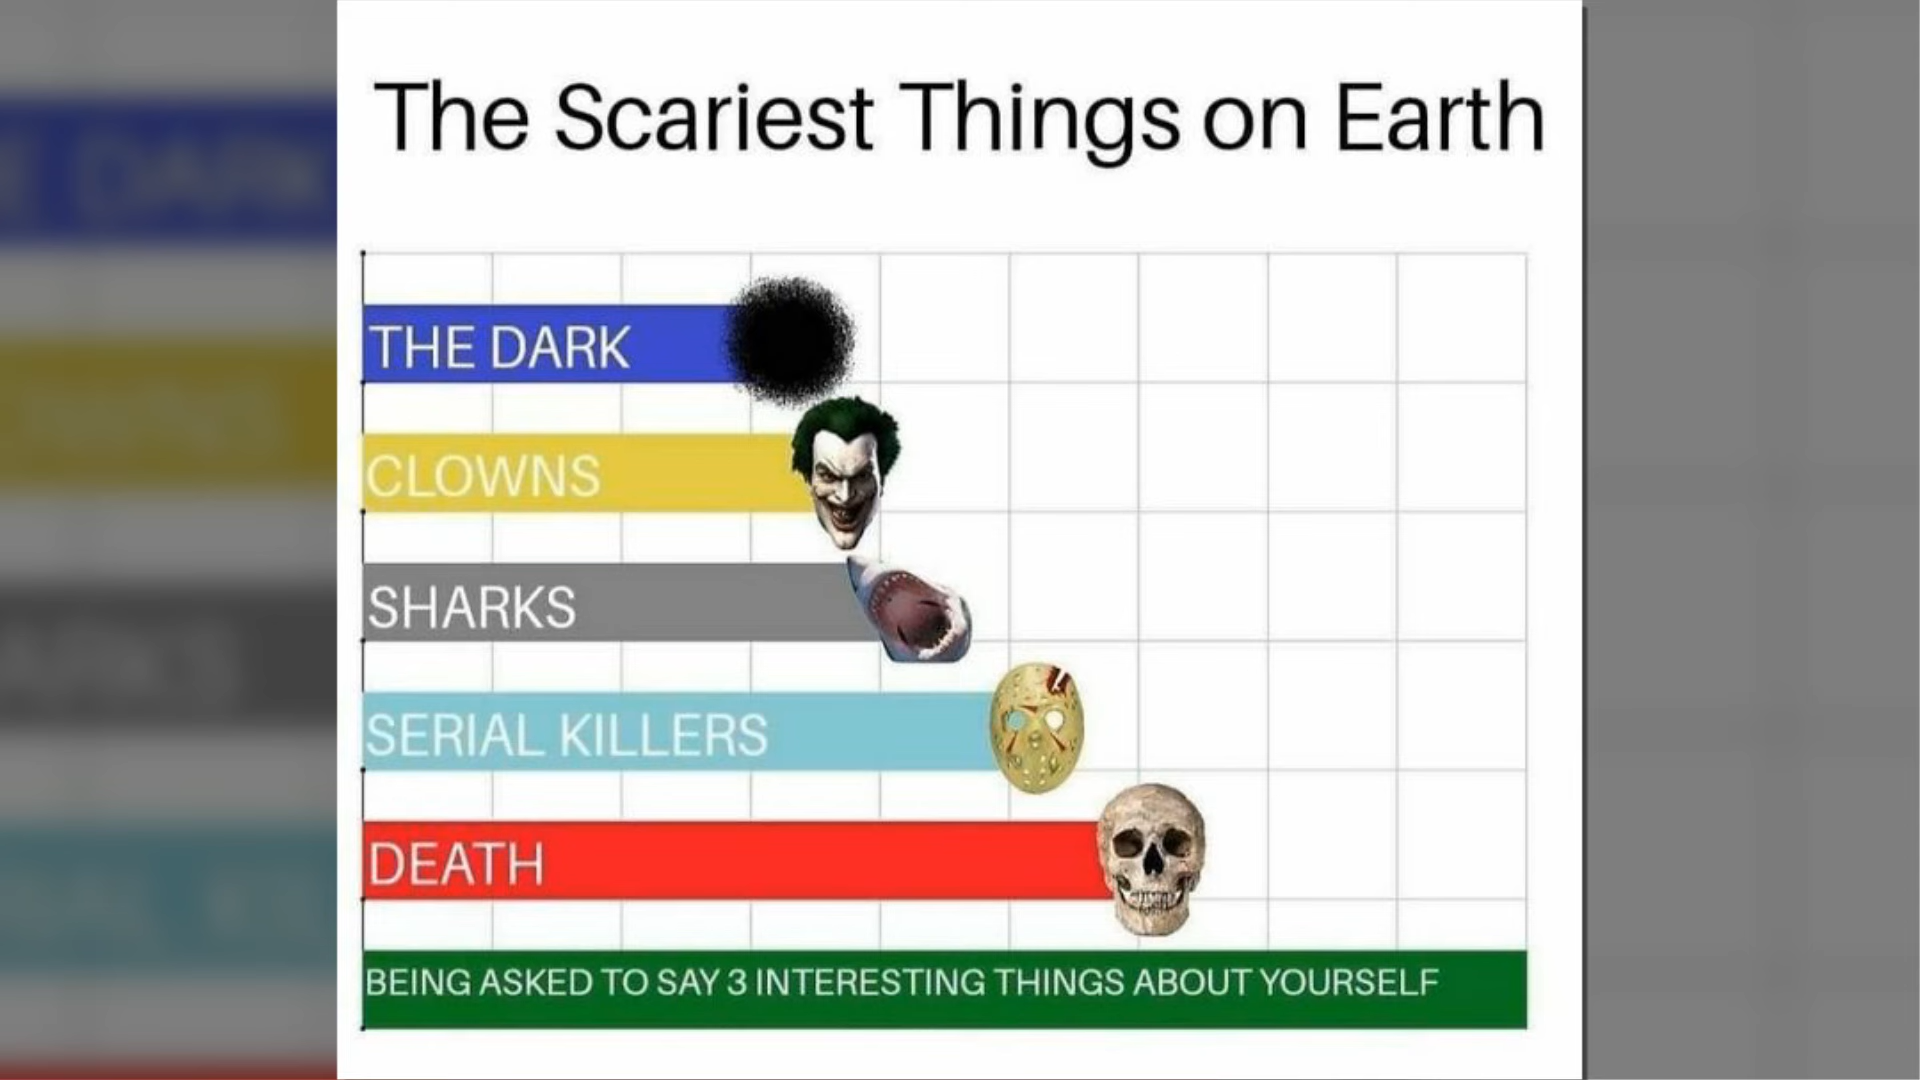 The Scariest Things on Earth
THE DARK
CLOWNS
SHARKS
SERIAL KILLERS
DEATH
BEING ASKED TO SAY 3 INTERESTING THINGS ABOUT YOURSELF